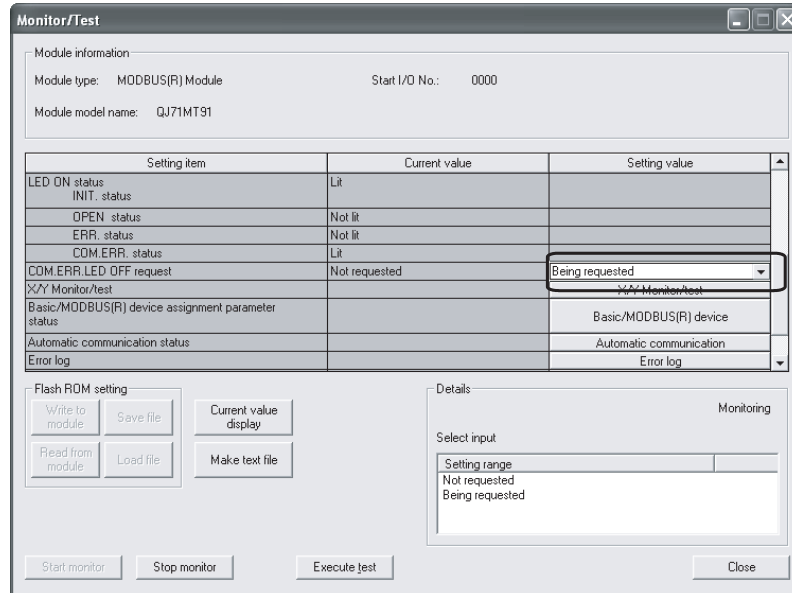 Monitor/Test
Module information
Module type: MODBUS(R) Module Start I/O No.: 0000
Module model name: QJ71MT91
Setting item Current value Setting value
LED ON status Lit
INIT. status
OPEN status Not lit
ERR. status Not lit
COM.ERR. status Lit
COM.ERR.LED OFF request Not requested Being requested
X/Y Monitor/test X/Y Monitor/test
Basic/MODBUS(R) device assignment parameter
status Basic/MODBUS(R) device
Automatic communication status Automatic communication
Error log Error log
Flash ROM setting
Write to
module
Save file
Current value
display
Read from
module
Load file
Make text file
Details
Monitoring
Select input
Setting range
Not requested
Being requested
Start monitor Stop monitor Execute test Close